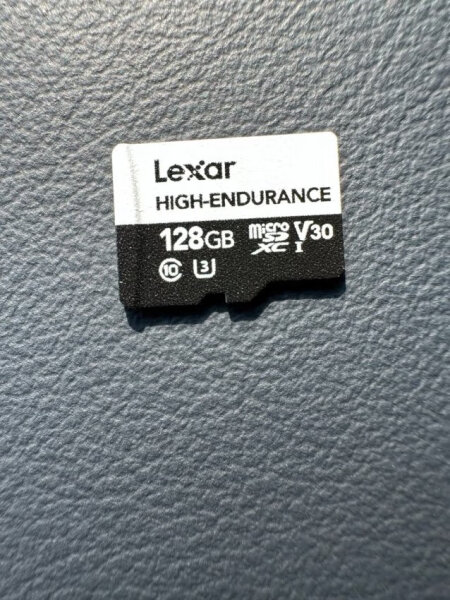 Lexar
HIGH-ENDURANCE
128GB micro SD XC I V30
10 U3